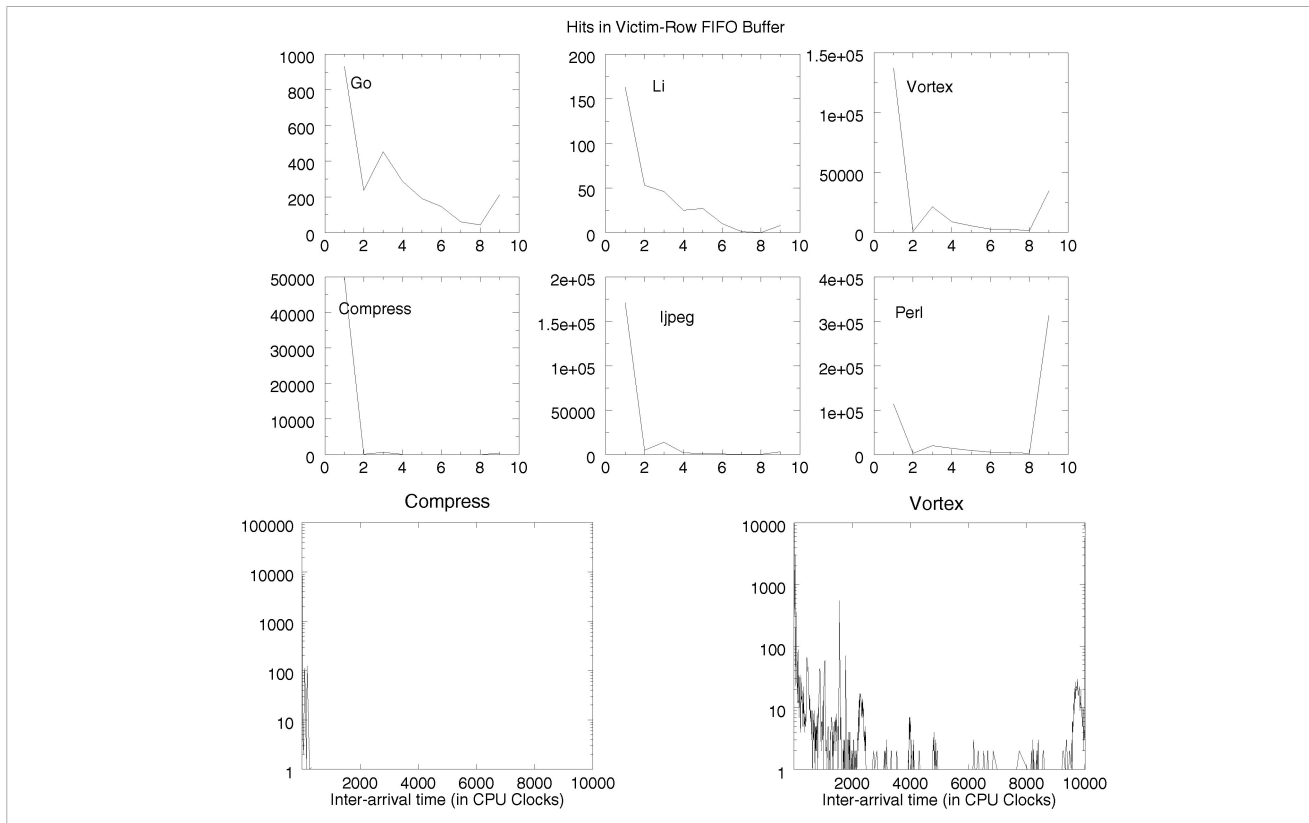 Hits in Victim-Row FIFO Buffer
1000
800
600
400
200
0
Go
0 2 4 6 8 10
200
150
100
50
0
Li
0 2 4 6 8 10
1.5e+05
1e+05
50000
0
Vortex
0 2 4 6 8 10
50000
40000
30000
20000
10000
0
Compress
0 2 4 6 8 10
2e+05
1.5e+05
1e+05
50000
0
Ijpeg
0 2 4 6 8 10
4e+05
3e+05
2e+05
1e+05
0
Perl
0 2 4 6 8 10
Compress
100000
10000
1000
100
10
1
2000 4000 6000 8000 10000
Inter-arrival time (in CPU Clocks)
Vortex
10000
1000
100
10
1
2000 4000 6000 8000 10000
Inter-arrival time (in CPU Clocks)